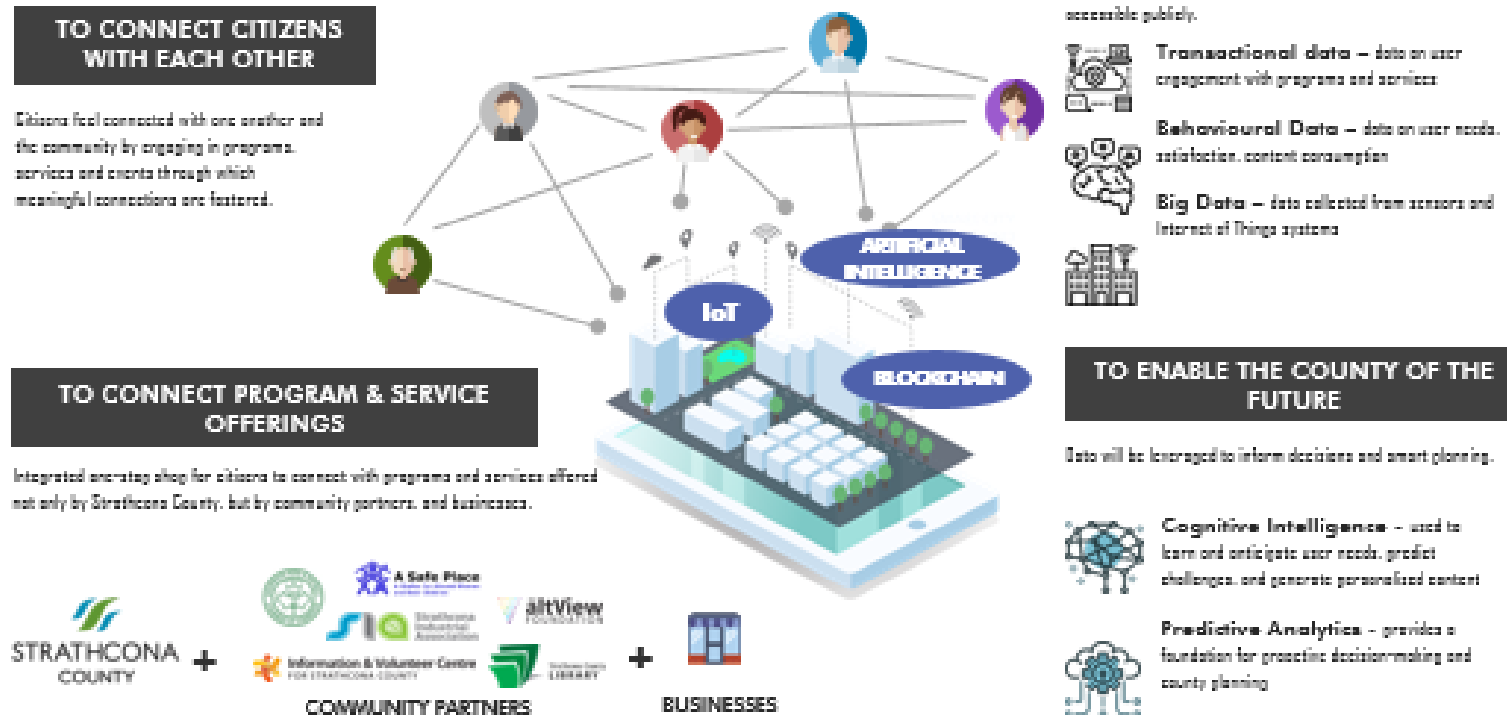 TO CONNECT CITIZENS
WITH EACH OTHER
Citizens feel connected with one another and
the community by engaging in programs,
services and events through which
meaningful connections are fostered.
TO CONNECT PROGRAM & SERVICE
OFFERINGS
Integrated one-stop shop for citizens to connect with programs and services offered
not only by Strathcona County, but by community partners, and businesses.
STRATHCONA
COUNTY
+
A Safe Place
sia
Strathcona
Industrial
Association
altView
FOUNDATION
Information & Volunteer Centre
FOR STRATHCONA COUNTY
Strathcona County
LIBRARY
COMMUNITY PARTNERS
+
BUSINESSES
ARTIFICIAL
INTELLIGENCE
IoT
BLOCKCHAIN
accessible publicly.
Transactional data – data on user
engagement with programs and services
Behavioural Data – data on user needs,
satisfaction, content consumption
Big Data – data collected from sensors and
Internet of Things systems
TO ENABLE THE COUNTY OF THE
FUTURE
Data will be leveraged to inform decisions and smart planning.
Cognitive Intelligence – used to
learn and anticipate user needs, predict
challenges, and generate personalized content
Predictive Analytics – provides a
foundation for proactive decision-making and
county planning